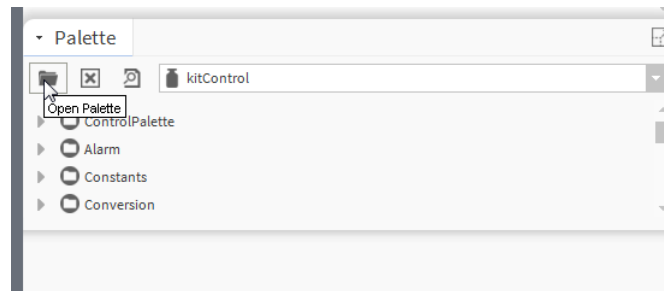 Palette
kitControl
Open Palette
ControlPalette
Alarm
Constants
Conversion